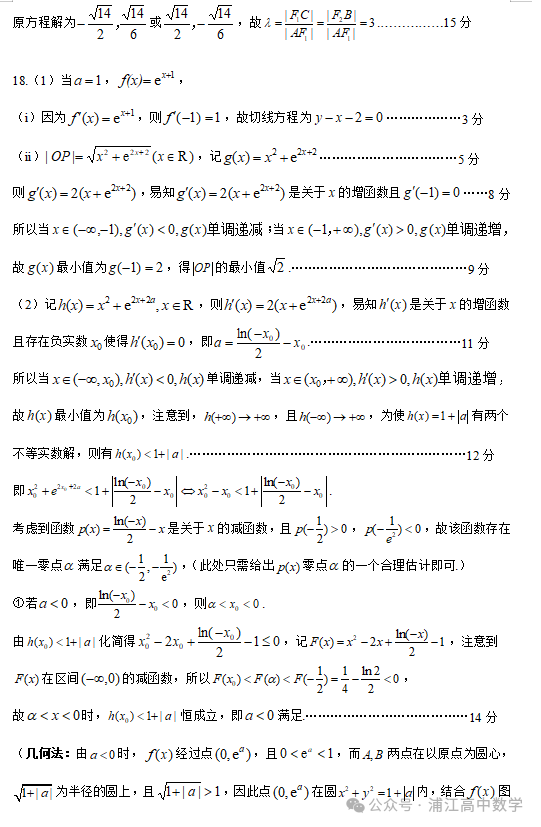 原方程解为 -√14/2, √14/6 或 √14/2, -√14/6，故 λ = |F₁C|/|AF₁| = |F₂B|/|AF₁| = 3 ……………15 分
18.（1）当 a = 1，f(x) = e^(x+1)，
（i）因为 f′(x) = e^(x+1)，则 f′(-1) = 1，故切线方程为 y - x - 2 = 0 ………………3 分
（ii）|OP| = √(x² + e^(2x+2)) (x∈R)，记 g(x) = x² + e^(2x+2) ……………………………5 分
则 g′(x) = 2(x + e^(2x+2))，易知 g′(x) = 2(x + e^(2x+2)) 是关于 x 的增函数且 g′(-1) = 0 ……8 分
所以当 x∈(-∞,-1), g′(x) < 0, g(x) 单调递减；当 x∈(-1,+∞), g′(x) > 0, g(x) 单调递增，
故 g(x) 最小值为 g(-1) = 2，得 |OP| 的最小值 √2 .……………………………………9 分
（2）记 h(x) = x² + e^(2x+2a), x∈R，则 h′(x) = 2(x + e^(2x+2a))，易知 h′(x) 是关于 x 的增函数
且存在负实数 x₀ 使得 h′(x₀) = 0，即 a = ln(-x₀)/2 - x₀ .………………………………11 分
所以当 x∈(-∞, x₀), h′(x) < 0, h(x) 单调递减，当 x∈(x₀,+∞), h′(x) > 0, h(x) 单调递增，
故 h(x) 最小值为 h(x₀)，注意到，h(+∞) → +∞，且 h(-∞) → +∞，为使 h(x) = 1 + |a| 有两个
不等实数解，则有 h(x₀) < 1 + |a| .…………………………………………………………12 分
即 x₀² + e^(2x₀+2a) < 1 + |ln(-x₀)/2 - x₀| ⇔ x₀² - x₀ < 1 + |ln(-x₀)/2 - x₀| .
考虑到函数 p(x) = ln(-x)/2 - x 是关于 x 的减函数，且 p(-1/2) > 0，p(-1/e²) < 0，故该函数存在
唯一零点 α 满足 α∈(-1/2, -1/e²)，（此处只需给出 p(x) 零点 α 的一个合理估计即可.）
①若 a < 0，即 ln(-x₀)/2 - x₀ < 0，则 α < x₀ < 0 .
由 h(x₀) < 1 + |a| 化简得 x₀² - 2x₀ + ln(-x₀)/2 - 1 ≤ 0，记 F(x) = x² - 2x + ln(-x)/2 - 1，注意到
F(x) 在区间 (-∞,0) 的减函数，所以 F(x₀) < F(α) < F(-1/2) = 1/4 - ln2/2 < 0，
故 α < x < 0 时，h(x₀) < 1 + |a| 恒成立，即 a < 0 满足.…………………………………14 分
（几何法：由 a < 0 时，f(x) 经过点 (0, e^a)，且 0 < e^a < 1，而 A, B 两点在以原点为圆心，
√(1+|a|) 为半径的圆上，且 √(1+|a|) > 1，因此点 (0, e^a) 在圆 x² + y² = 1 + |a| 内，结合 f(x) 图
公众号 · 浦江高中数学